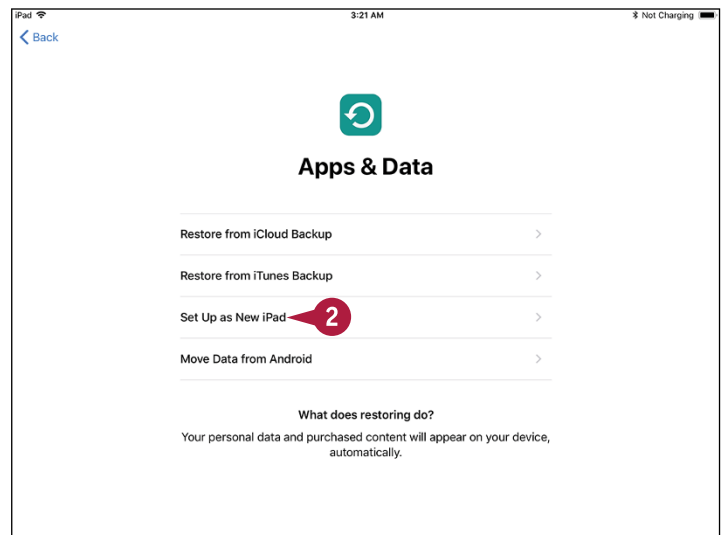 iPad 3:21 AM Not Charging
Back
Apps & Data
Restore from iCloud Backup
Restore from iTunes Backup
Set Up as New iPad 2
Move Data from Android
What does restoring do?
Your personal data and purchased content will appear on your device,
automatically.